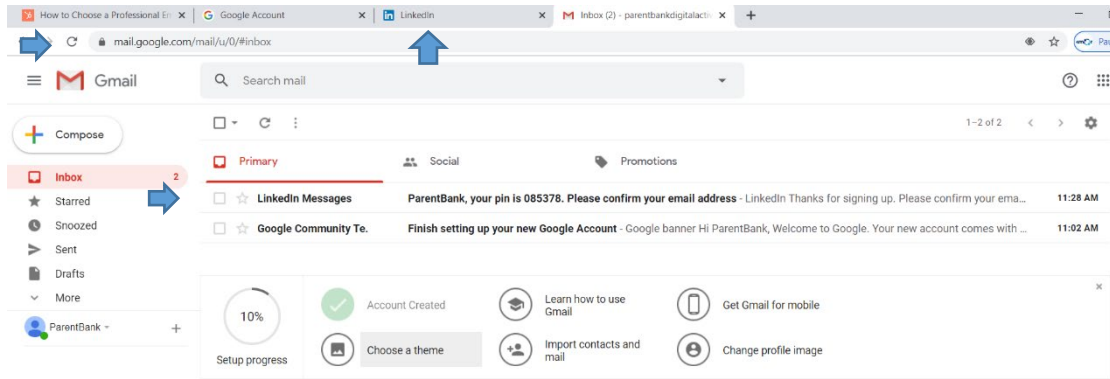 How to Choose a Professional Em
Google Account
LinkedIn
Inbox (2) - parentbankdigitalactiv
mail.google.com/mail/u/0/#inbox
Pau
Gmail
Search mail
Compose
1–2 of 2
Primary
Social
Promotions
Inbox 2
Starred
Snoozed
Sent
Drafts
More
ParentBank
LinkedIn Messages ParentBank, your pin is 085378. Please confirm your email address - LinkedIn Thanks for signing up. Please confirm your ema... 11:28 AM
Google Community Te. Finish setting up your new Google Account - Google banner Hi ParentBank, Welcome to Google. Your new account comes with ... 11:02 AM
10%
Setup progress
Account Created
Learn how to use
Gmail
Get Gmail for mobile
Choose a theme
Import contacts and
mail
Change profile image